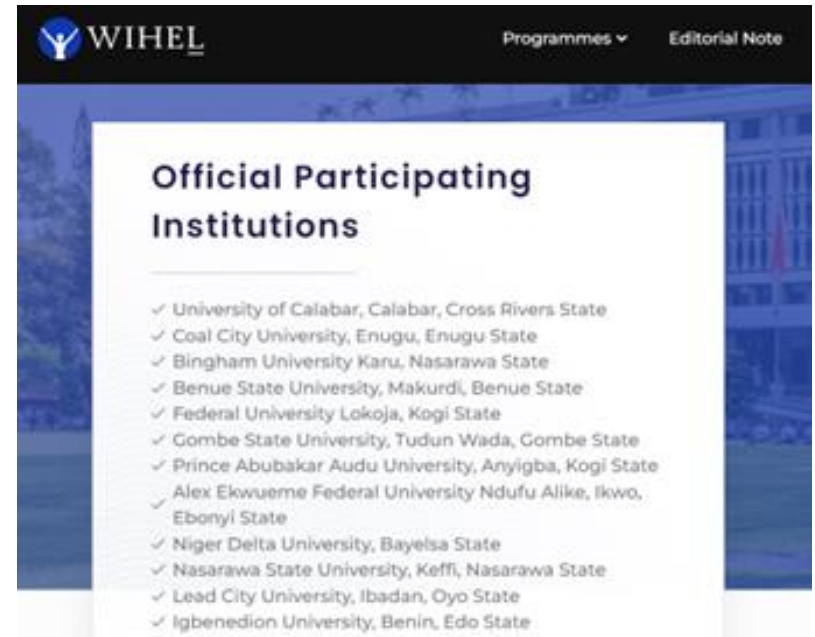 WIHEL
Programmes
Editorial Note
Official Participating
Institutions
University of Calabar, Calabar, Cross Rivers State
Coal City University, Enugu, Enugu State
Bingham University Karu, Nasarawa State
Benue State University, Makurdi, Benue State
Federal University Lokoja, Kogi State
Gombe State University, Tudun Wada, Gombe State
Prince Abubakar Audu University, Anyigba, Kogi State
Alex Ekwueme Federal University Ndufu Alike, Ikwo,
Ebonyi State
Niger Delta University, Bayelsa State
Nasarawa State University, Keffi, Nasarawa State
Lead City University, Ibadan, Oyo State
Igbenedion University, Benin, Edo State